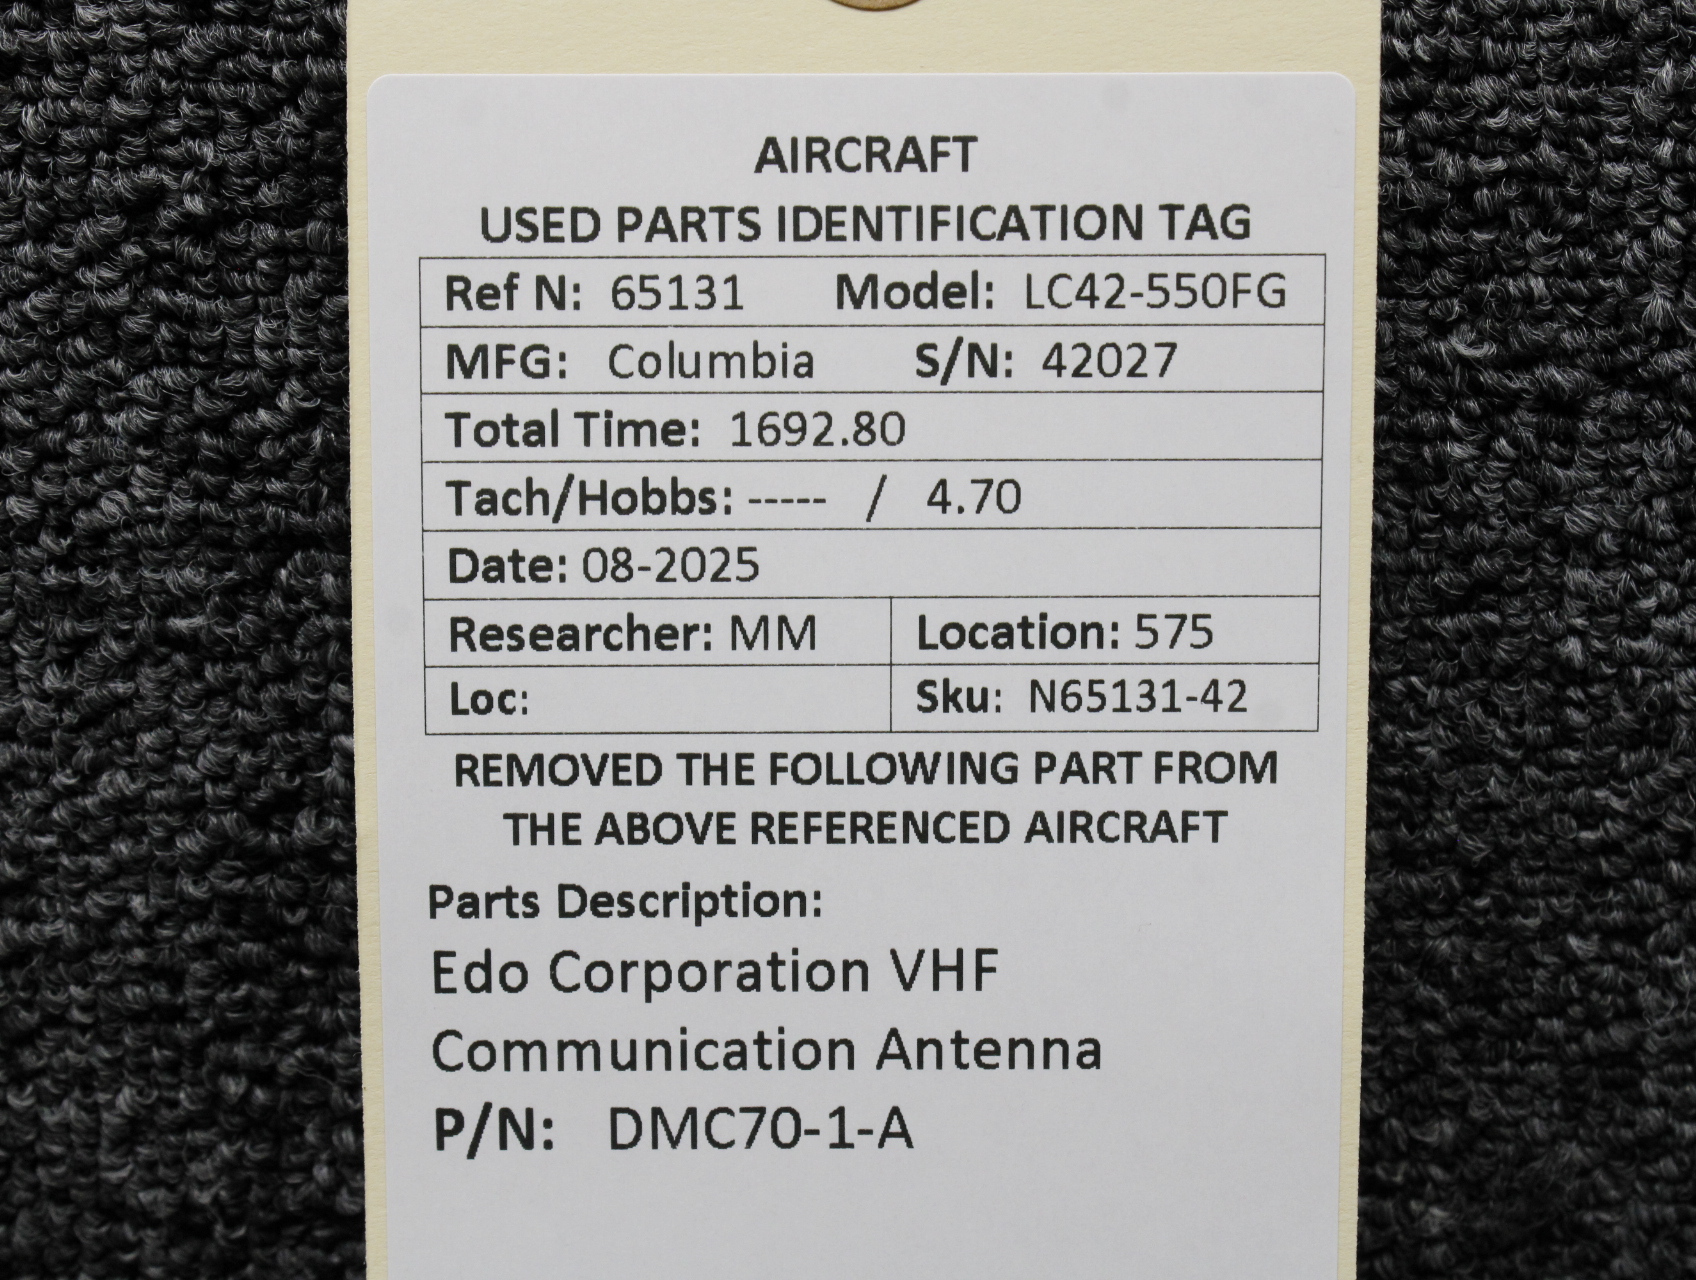 AIRCRAFT
USED PARTS IDENTIFICATION TAG
Ref N: 65131 Model: LC42-550FG
MFG: Columbia S/N: 42027
Total Time: 1692.80
Tach/Hobbs: ----- / 4.70
Date: 08-2025
Researcher: MM Location: 575
Loc: Sku: N65131-42
REMOVED THE FOLLOWING PART FROM
THE ABOVE REFERENCED AIRCRAFT
Parts Description:
Edo Corporation VHF
Communication Antenna
P/N: DMC70-1-A